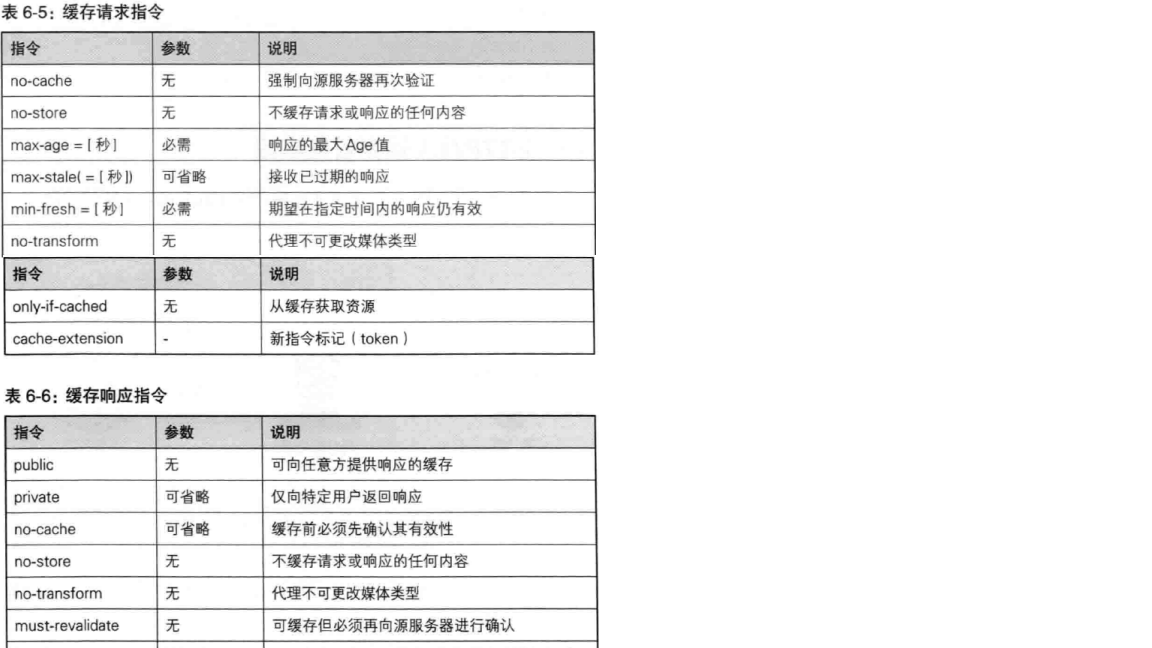 表 6-5：缓存请求指令
指令 参数 说明
no-cache 无 强制向源服务器再次验证
no-store 无 不缓存请求或响应的任何内容
max-age = [ 秒] 必需 响应的最大Age值
max-stale( = [ 秒]) 可省略 接收已过期的响应
min-fresh = [ 秒] 必需 期望在指定时间内的响应仍有效
no-transform 无 代理不可更改媒体类型
指令 参数 说明
only-if-cached 无 从缓存获取资源
cache-extension - 新指令标记（token）
表 6-6：缓存响应指令
指令 参数 说明
public 无 可向任意方提供响应的缓存
private 可省略 仅向特定用户返回响应
no-cache 可省略 缓存前必须先确认其有效性
no-store 无 不缓存请求或响应的任何内容
no-transform 无 代理不可更改媒体类型
must-revalidate 无 可缓存但必须再向源服务器进行确认